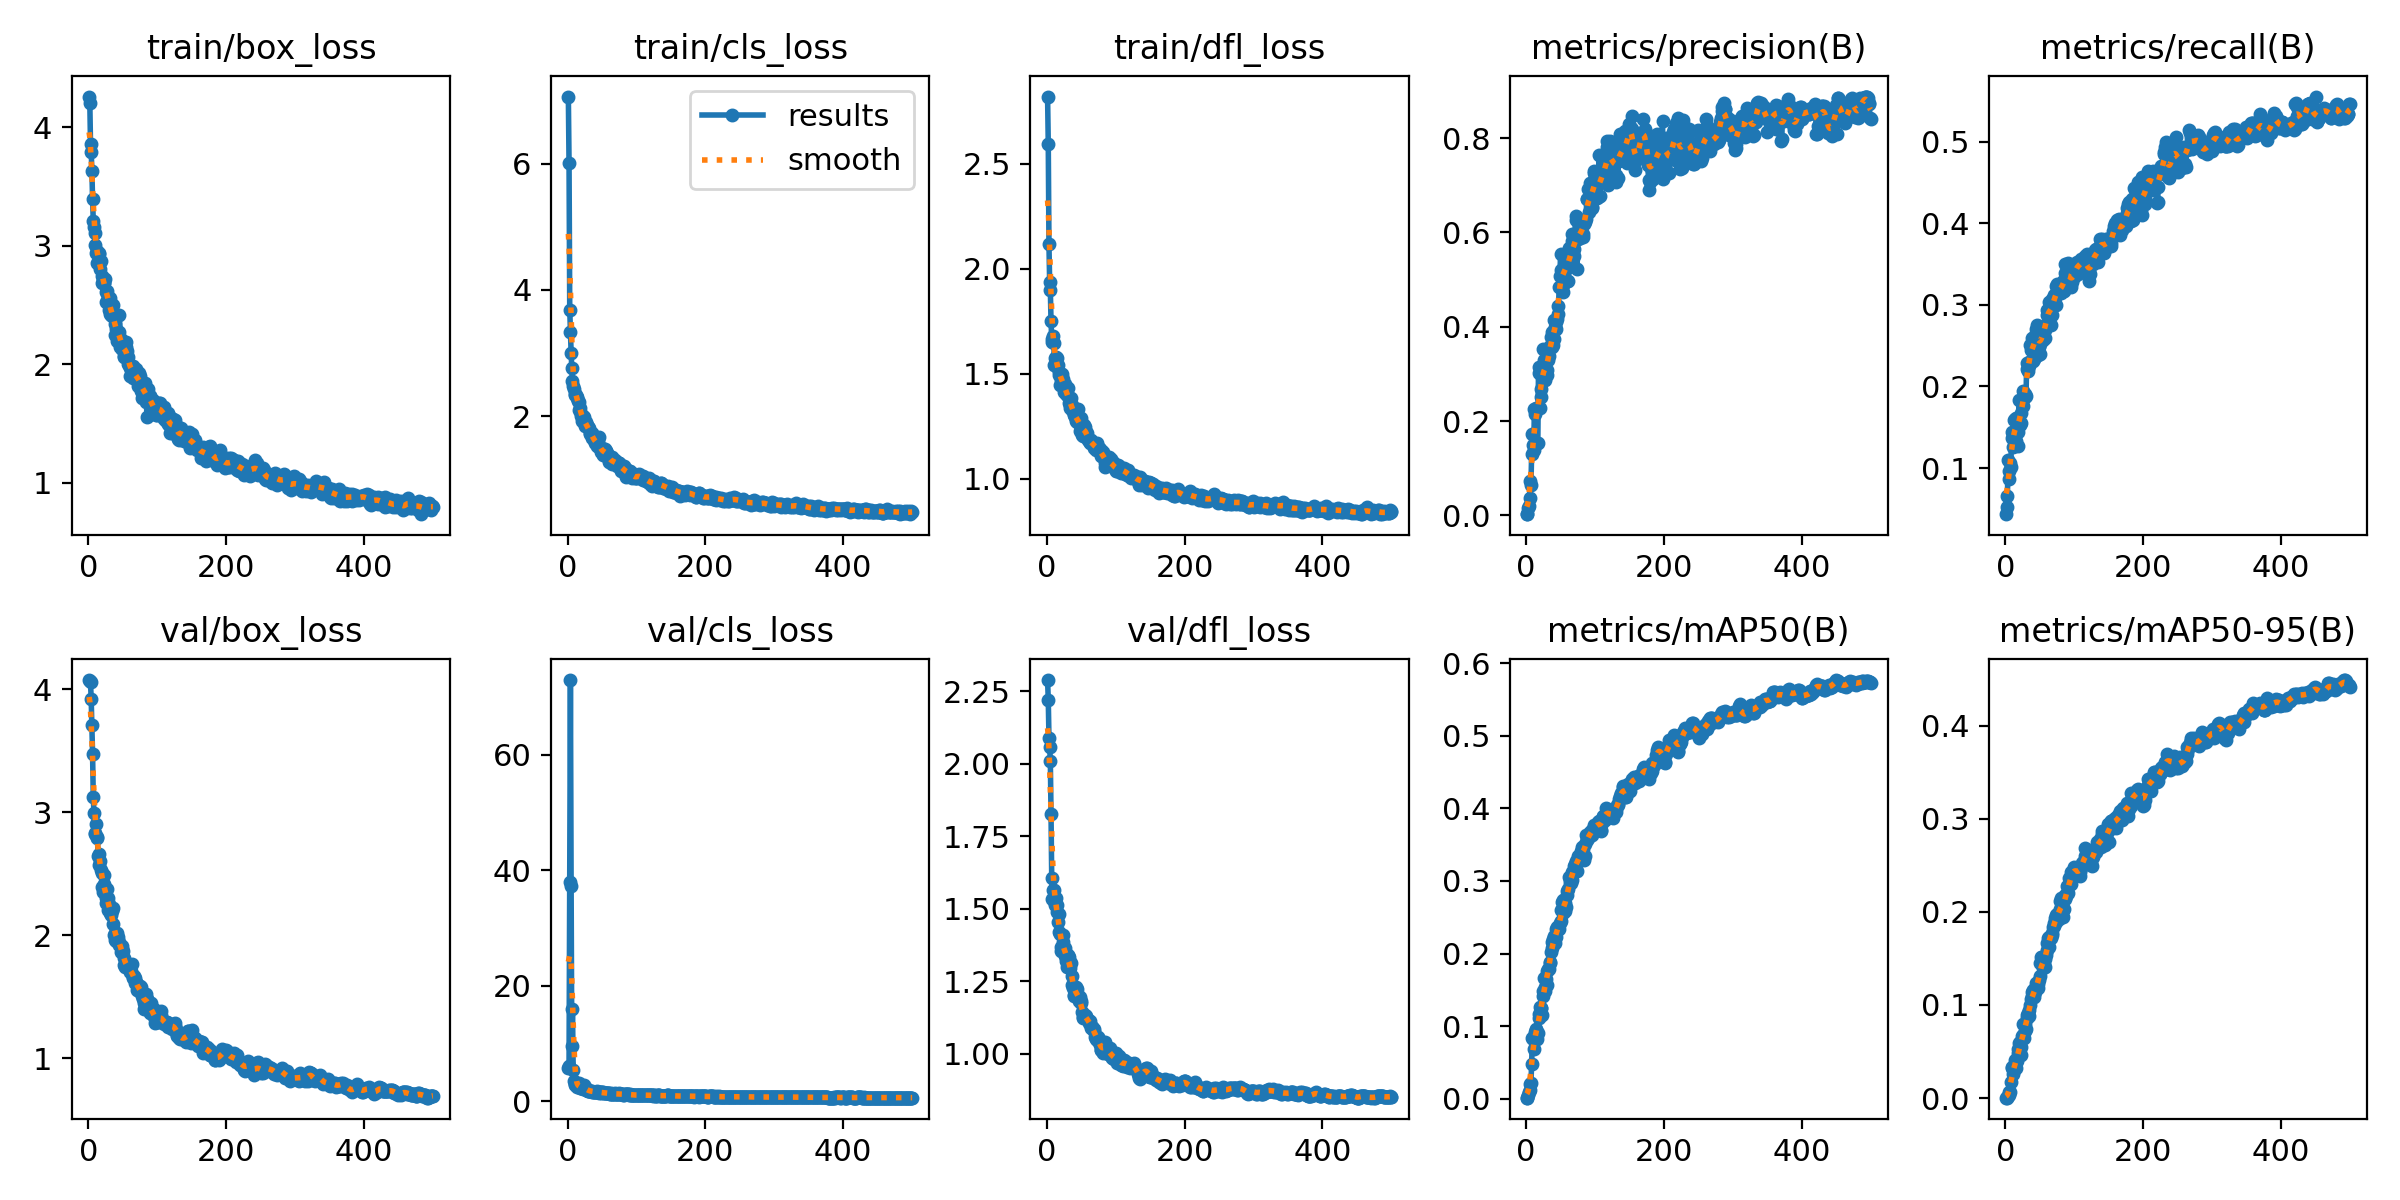 train/box_loss
4
3
2
1
0 200 400
train/cls_loss
results
smooth
6
4
2
0 200 400
train/dfl_loss
2.5
2.0
1.5
1.0
0 200 400
metrics/precision(B)
0.8
0.6
0.4
0.2
0.0
0 200 400
metrics/recall(B)
0.5
0.4
0.3
0.2
0.1
0 200 400
val/box_loss
4
3
2
1
0 200 400
val/cls_loss
60
40
20
0
0 200 400
val/dfl_loss
2.25
2.00
1.75
1.50
1.25
1.00
0 200 400
metrics/mAP50(B)
0.6
0.5
0.4
0.3
0.2
0.1
0.0
0 200 400
metrics/mAP50-95(B)
0.4
0.3
0.2
0.1
0.0
0 200 400